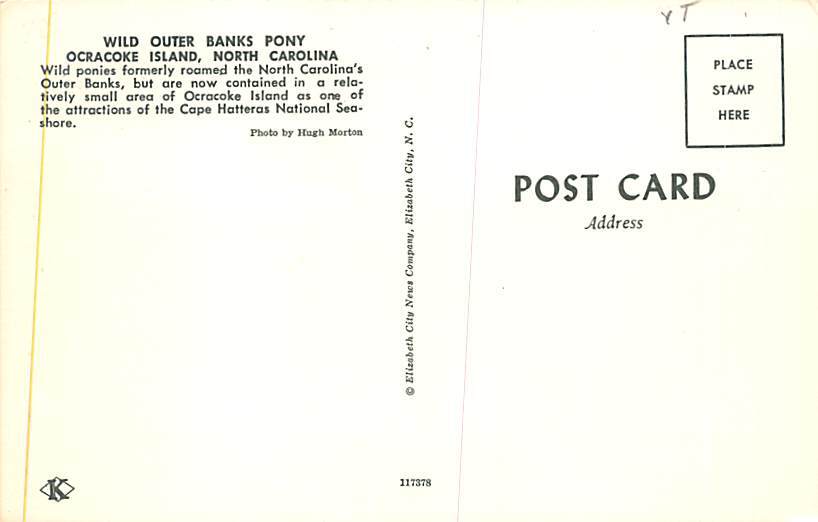 WILD OUTER BANKS PONY
OCRACOKE ISLAND, NORTH CAROLINA
Wild ponies formerly roamed the North Carolina's
Outer Banks, but are now contained in a rela-
tively small area of Ocracoke Island as one of
the attractions of the Cape Hatteras National Sea-
shore.
Photo by Hugh Morton
© Elizabeth City News Company, Elizabeth City, N. C.
K
117378
YT
PLACE
STAMP
HERE
POST CARD
Address